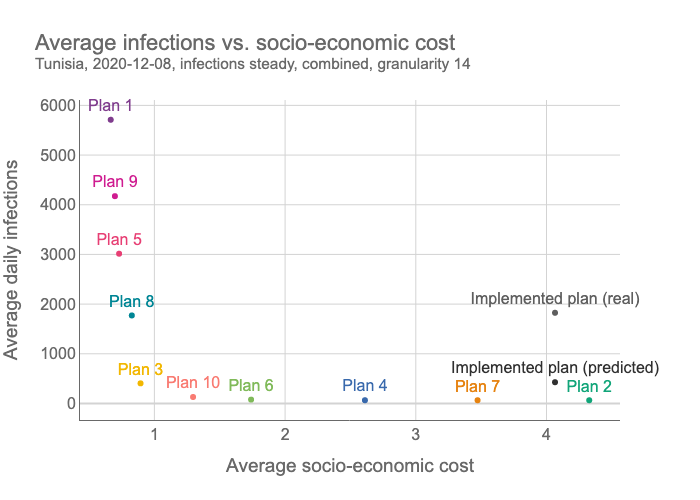 Average infections vs. socio-economic cost
Tunisia, 2020-12-08, infections steady, combined, granularity 14
6000
Plan 1
5000
Plan 9
4000
Plan 5
3000
2000
Plan 8
Implemented plan (real)
1000
Plan 3
Plan 10
Plan 6
Plan 4
Implemented plan (predicted)
Plan 7
Plan 2
0
1
2
3
4
Average daily infections
Average socio-economic cost